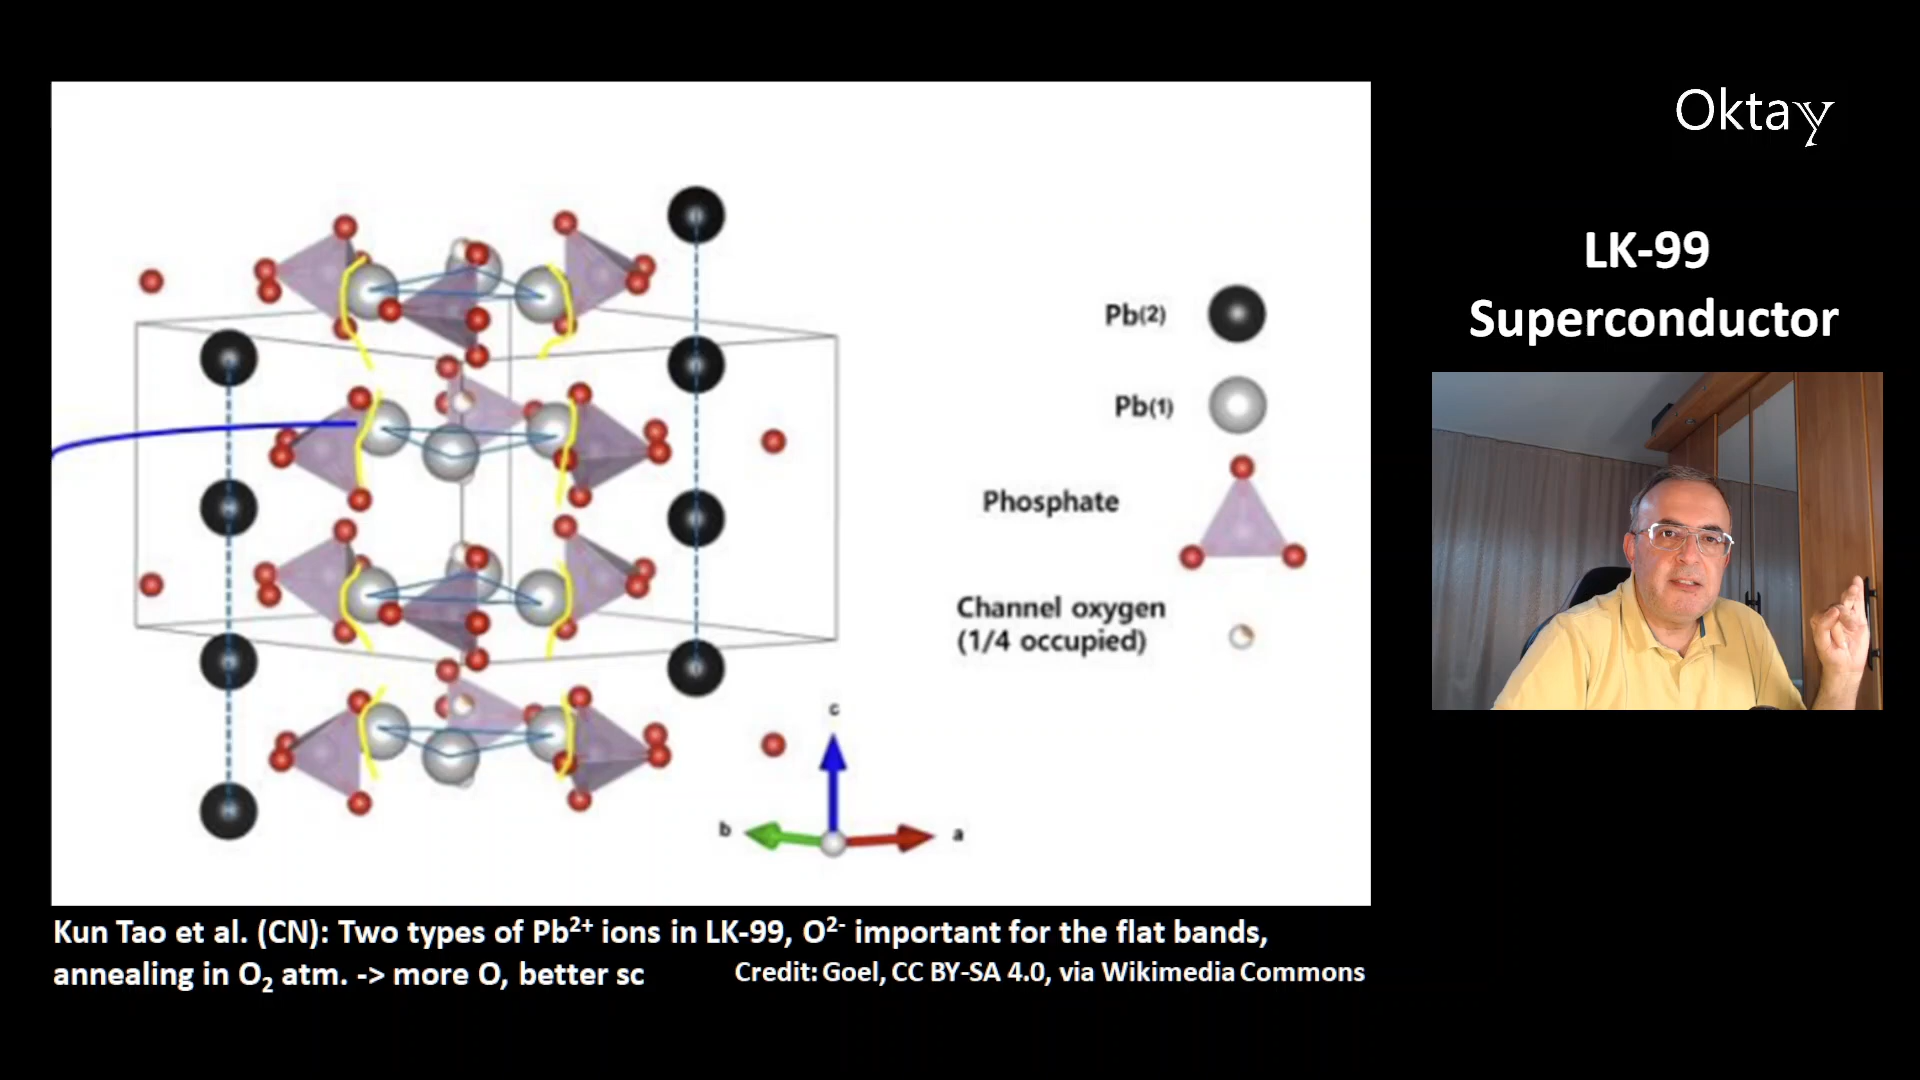 Oktay
LK-99
Superconductor
Pb(2)
Pb(1)
Phosphate
Channel oxygen
(1/4 occupied)
c
b
a
Kun Tao et al. (CN): Two types of Pb²⁺ ions in LK-99, O²⁻ important for the flat bands,
annealing in O₂ atm. -> more O, better sc
Credit: Goel, CC BY-SA 4.0, via Wikimedia Commons